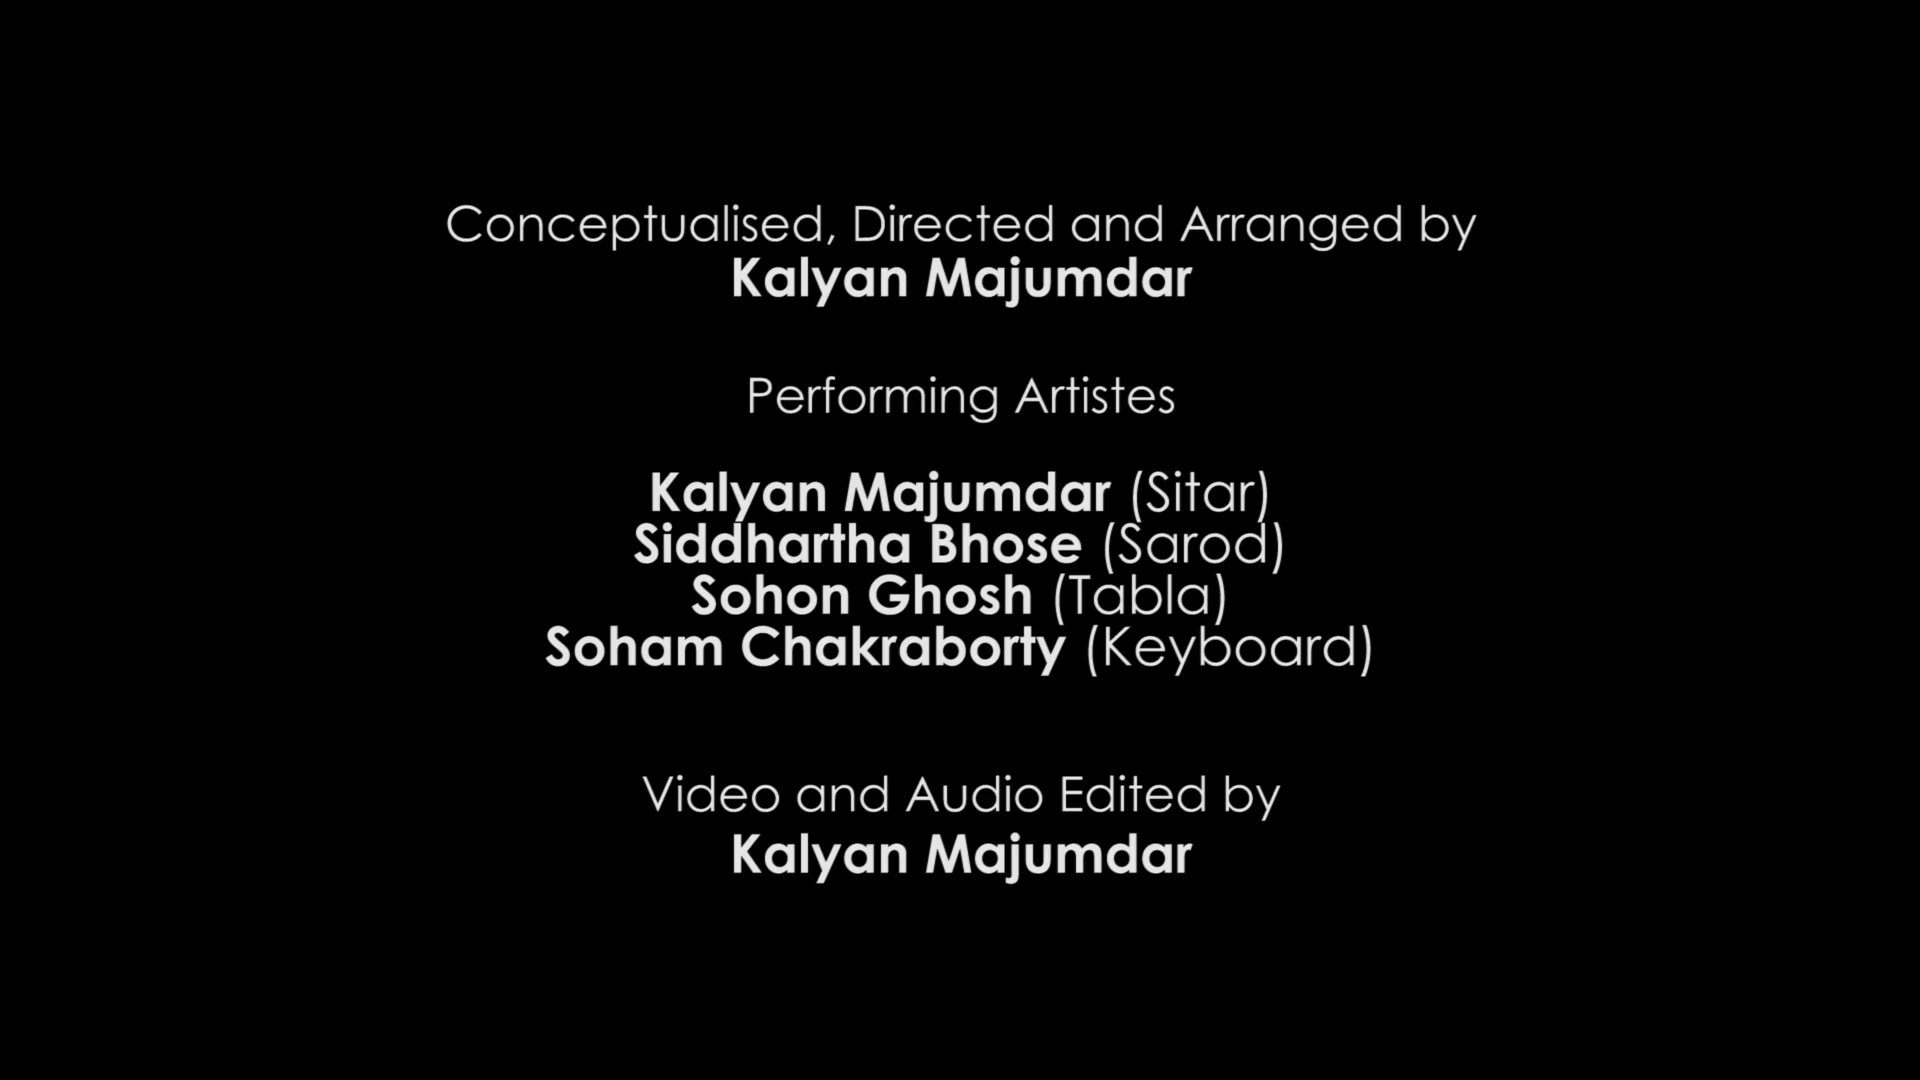 Conceptualised, Directed and Arranged by
Kalyan Majumdar
Performing Artistes
Kalyan Majumdar (Sitar)
Siddhartha Bhose (Sarod)
Sohon Ghosh (Tabla)
Soham Chakraborty (Keyboard)
Video and Audio Edited by
Kalyan Majumdar